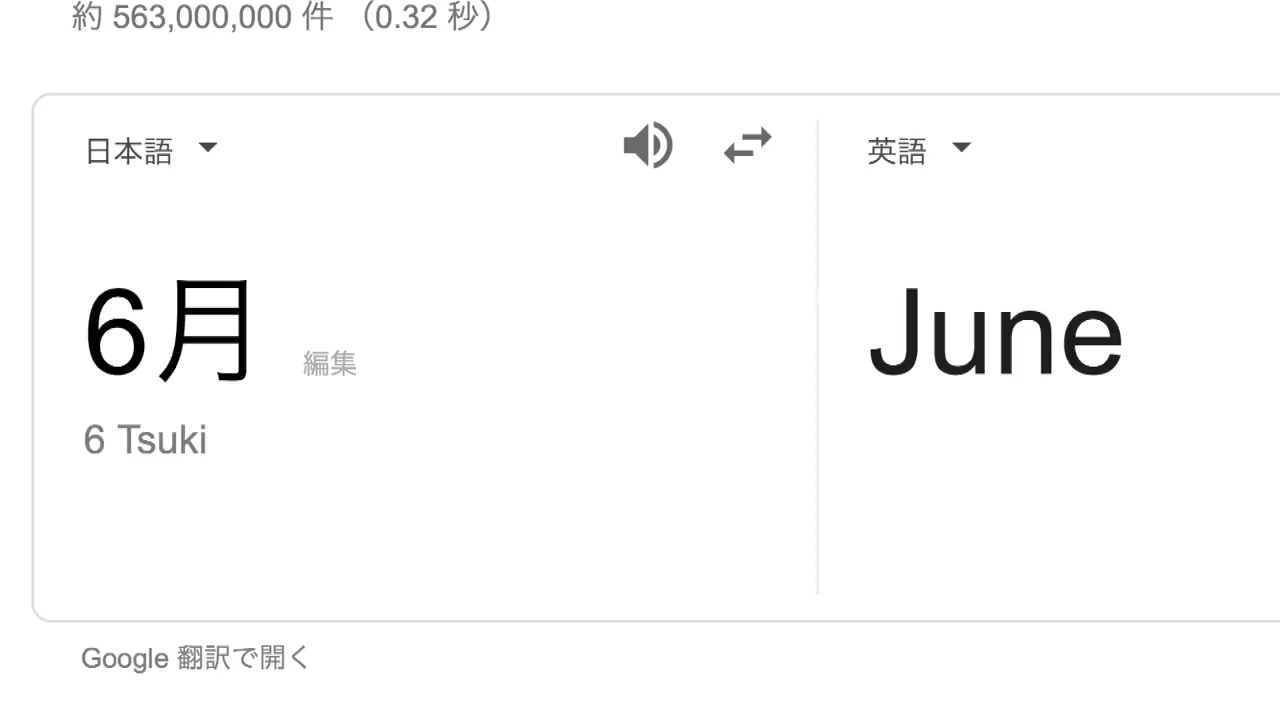 約 563,000,000 件 （0.32 秒）
日本語
英語
6月 編集
June
6 Tsuki
Google 翻訳で開く